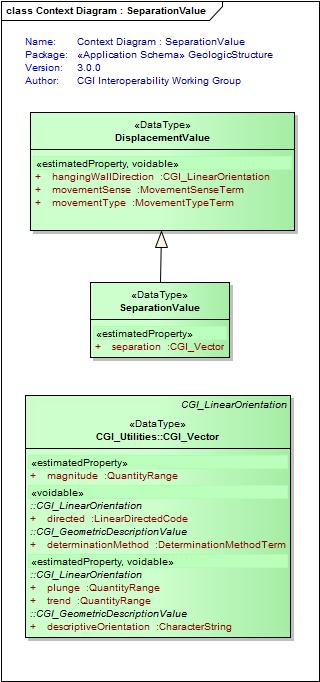 class Context Diagram : SeparationValue
Name: Context Diagram : SeparationValue
Package: «Application Schema» GeologicStructure
Version: 3.0.0
Author: CGI Interoperability Working Group
«DataType»
DisplacementValue
«estimatedProperty, voidable»
+ hangingWallDirection :CGI_LinearOrientation
+ movementSense :MovementSenseTerm
+ movementType :MovementTypeTerm
«DataType»
SeparationValue
«estimatedProperty»
+ separation :CGI_Vector
CGI_LinearOrientation
«DataType»
CGI_Utilities::CGI_Vector
«estimatedProperty»
+ magnitude :QuantityRange
«voidable»
::CGI_LinearOrientation
+ directed :LinearDirectedCode
::CGI_GeometricDescriptionValue
+ determinationMethod :DeterminationMethodTerm
«estimatedProperty, voidable»
::CGI_LinearOrientation
+ plunge :QuantityRange
+ trend :QuantityRange
::CGI_GeometricDescriptionValue
+ descriptiveOrientation :CharacterString